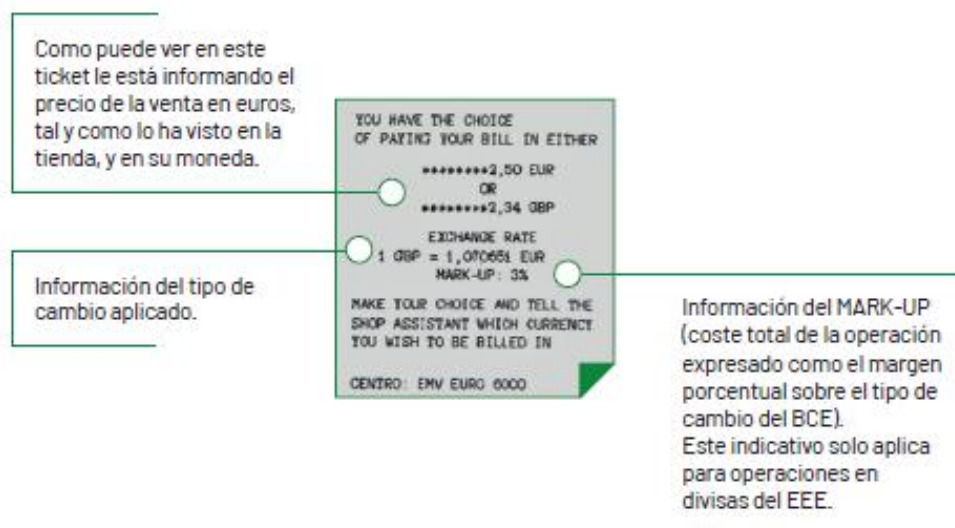 Como puede ver en este
ticket le está informando el
precio de la venta en euros,
tal y como lo ha visto en la
tienda, y en su moneda.
YOU HAVE THE CHOICE
OF PAYING YOUR BILL IN EITHER
********2,50 EUR
OR
********2,34 GBP
EXCHANGE RATE
1 GBP = 1,070651 EUR
MARK-UP: 3%
MAKE YOUR CHOICE AND TELL THE
SHOP ASSISTANT WHICH CURRENCY
YOU WISH TO BE BILLED IN
CENTRO: EMV EURO 6000
Información del tipo de
cambio aplicado.
Información del MARK-UP
(coste total de la operación
expresado como el margen
porcentual sobre el tipo de
cambio del BCE).
Este indicativo solo aplica
para operaciones en
divisas del EEE.